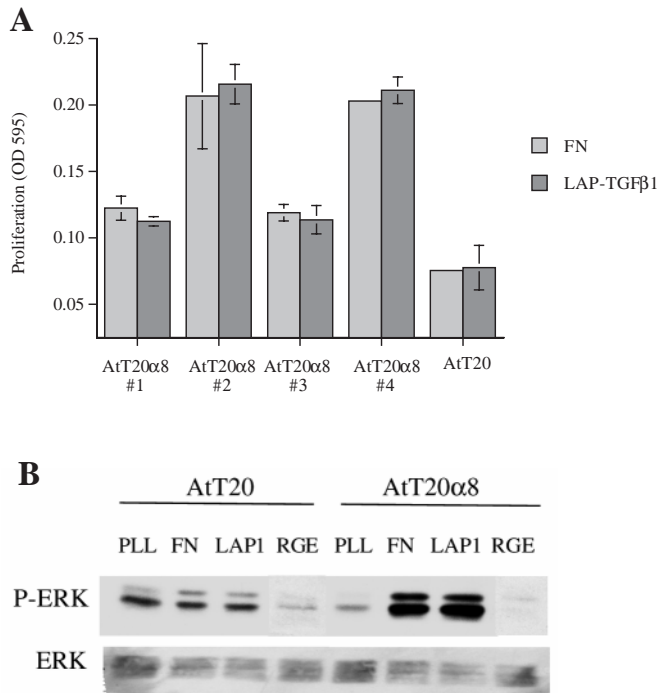 A
0.25
0.20
0.15
0.10
0.05
Proliferation (OD 595)
FN
LAP-TGFβ1
AtT20α8
#1
AtT20α8
#2
AtT20α8
#3
AtT20α8
#4
AtT20
B
AtT20 AtT20α8
PLL FN LAP1 RGE PLL FN LAP1 RGE
P-ERK
ERK